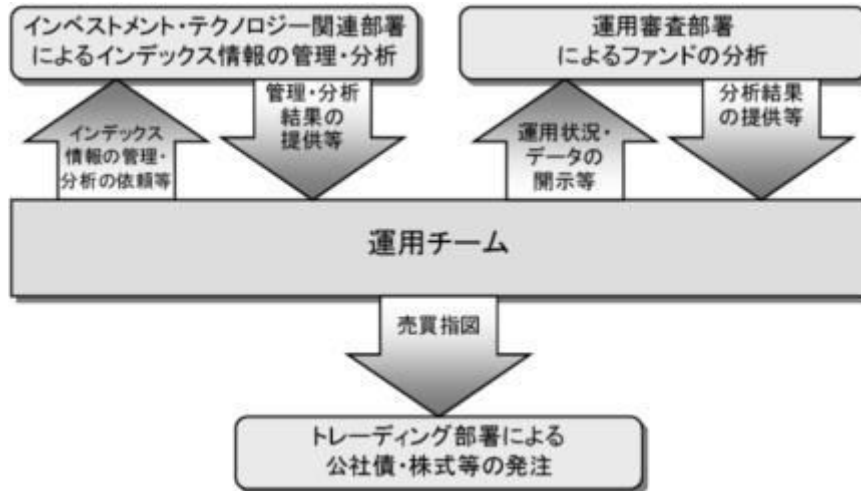 インベストメント・テクノロジー関連部署
によるインデックス情報の管理・分析
運用審査部署
によるファンドの分析
インデックス
情報の管理・
分析の依頼等
管理・分析
結果の
提供等
運用状況・
データの
開示等
分析結果
の提供等
運用チーム
売買指図
トレーディング部署による
公社債・株式等の発注